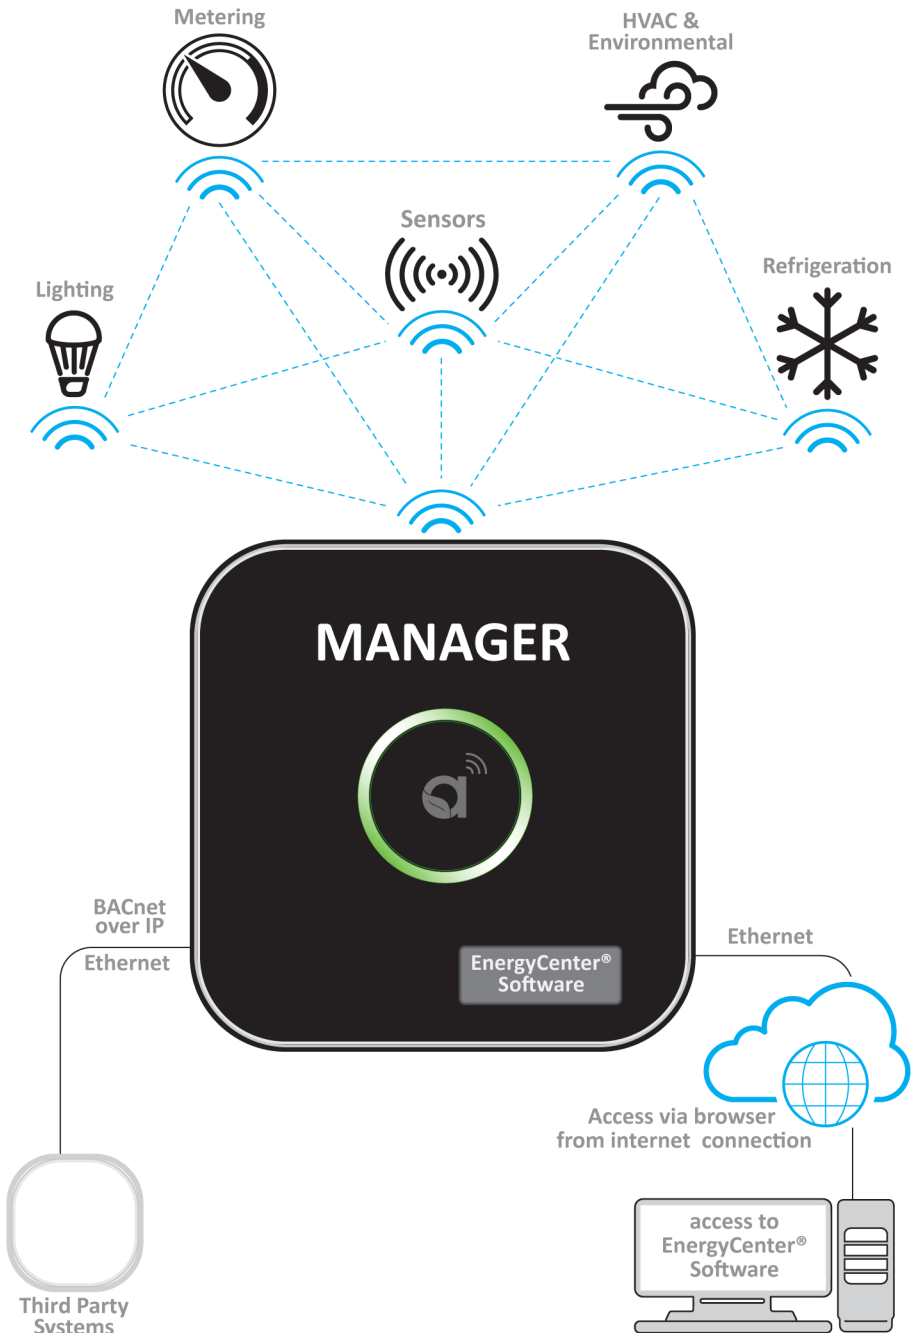 Metering
HVAC &
Environmental
Sensors
Refrigeration
Lighting
MANAGER
a
BACnet
over IP
Ethernet
EnergyCenter®
Software
Ethernet
Access via browser
from internet connection
access to
EnergyCenter®
Software
Third Party
Systems